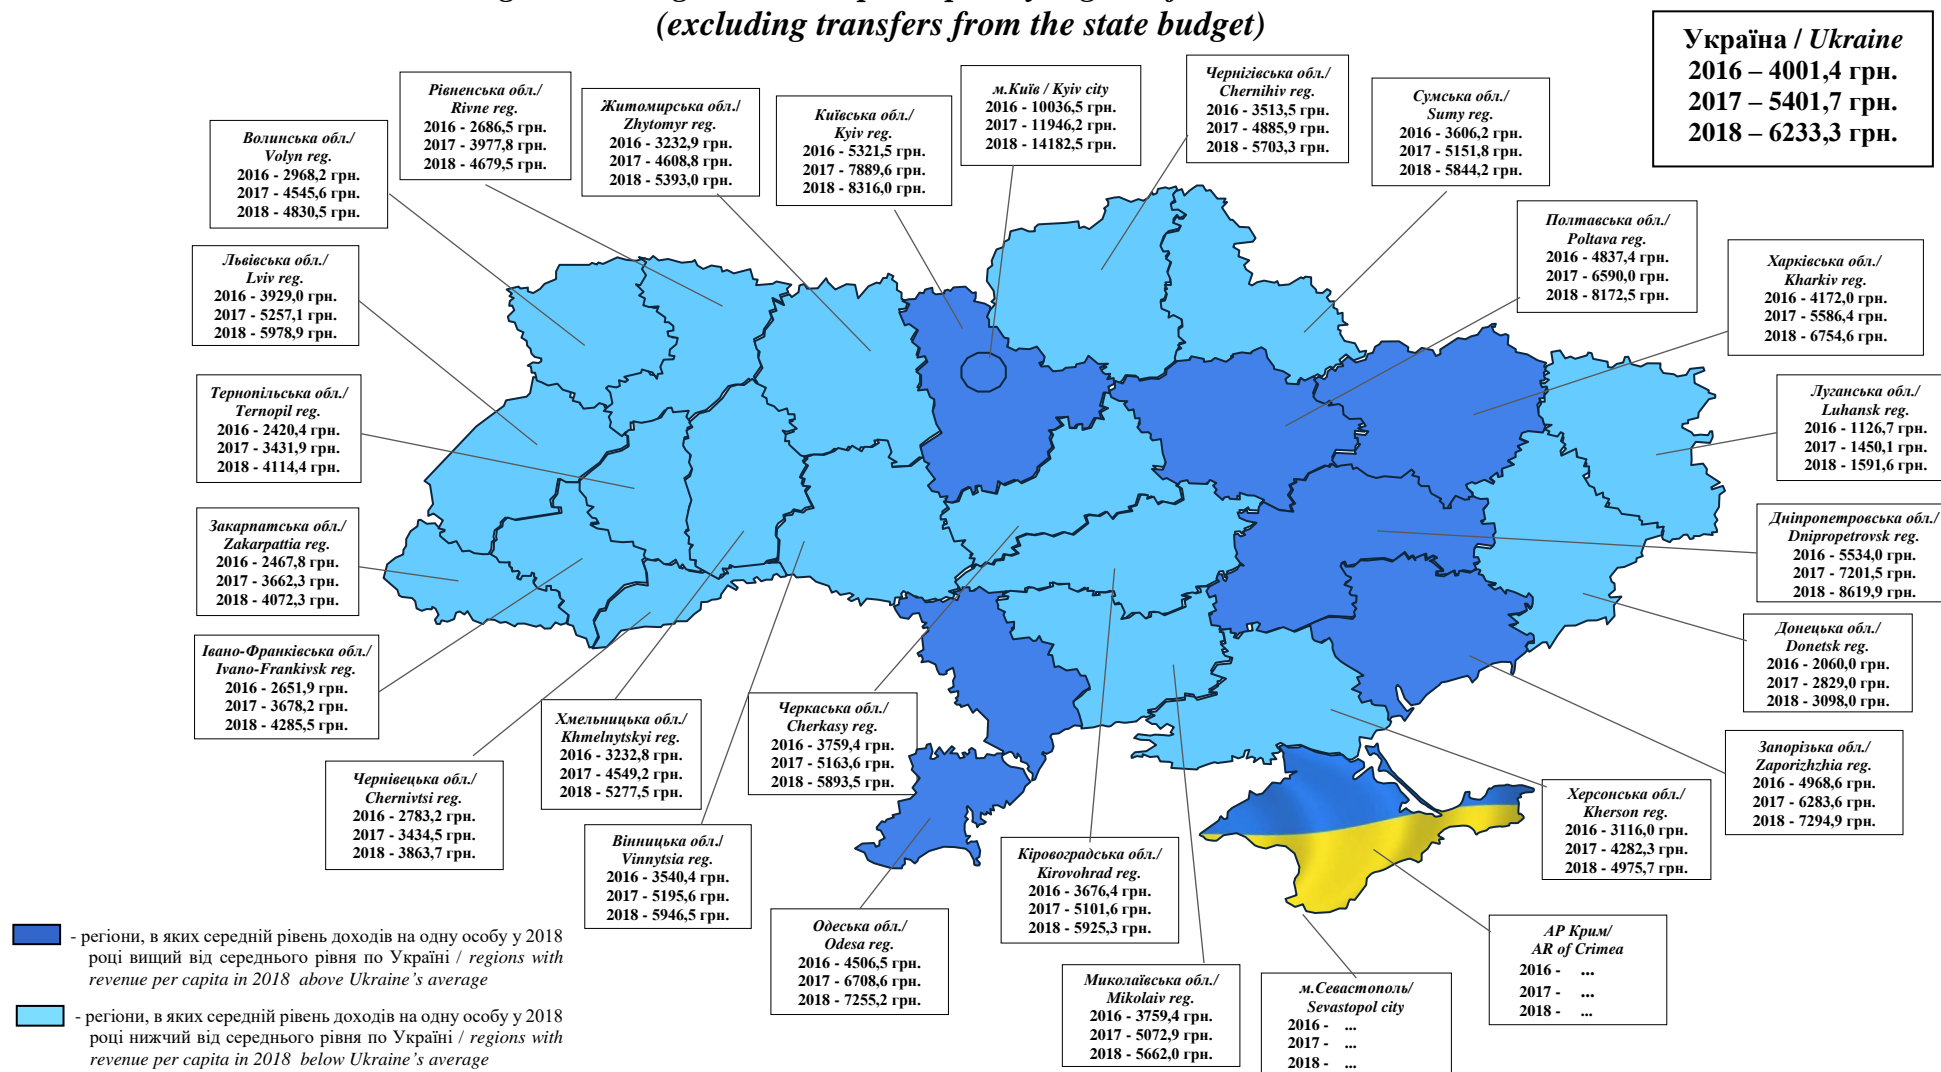 (excluding transfers from the state budget)
Україна / Ukraine
2016 – 4001,4 грн.
2017 – 5401,7 грн.
2018 – 6233,3 грн.
м.Київ / Kyiv city
2016 - 10036,5 грн.
2017 - 11946,2 грн.
2018 - 14182,5 грн.
Чернігівська обл./
Chernihiv reg.
2016 - 3513,5 грн.
2017 - 4885,9 грн.
2018 - 5703,3 грн.
Рівненська обл./
Rivne reg.
2016 - 2686,5 грн.
2017 - 3977,8 грн.
2018 - 4679,5 грн.
Житомирська обл./
Zhytomyr reg.
2016 - 3232,9 грн.
2017 - 4608,8 грн.
2018 - 5393,0 грн.
Київська обл./
Kyiv reg.
2016 - 5321,5 грн.
2017 - 7889,6 грн.
2018 - 8316,0 грн.
Сумська обл./
Sumy reg.
2016 - 3606,2 грн.
2017 - 5151,8 грн.
2018 - 5844,2 грн.
Волинська обл./
Volyn reg.
2016 - 2968,2 грн.
2017 - 4545,6 грн.
2018 - 4830,5 грн.
Полтавська обл./
Poltava reg.
2016 - 4837,4 грн.
2017 - 6590,0 грн.
2018 - 8172,5 грн.
Львівська обл./
Lviv reg.
2016 - 3929,0 грн.
2017 - 5257,1 грн.
2018 - 5978,9 грн.
Харківська обл./
Kharkiv reg.
2016 - 4172,0 грн.
2017 - 5586,4 грн.
2018 - 6754,6 грн.
Тернопільська обл./
Ternopil reg.
2016 - 2420,4 грн.
2017 - 3431,9 грн.
2018 - 4114,4 грн.
Луганська обл./
Luhansk reg.
2016 - 1126,7 грн.
2017 - 1450,1 грн.
2018 - 1591,6 грн.
Закарпатська обл./
Zakarpattia reg.
2016 - 2467,8 грн.
2017 - 3662,3 грн.
2018 - 4072,3 грн.
Дніпропетровська обл./
Dnipropetrovsk reg.
2016 - 5534,0 грн.
2017 - 7201,5 грн.
2018 - 8619,9 грн.
Івано-Франківська обл./
Ivano-Frankivsk reg.
2016 - 2651,9 грн.
2017 - 3678,2 грн.
2018 - 4285,5 грн.
Донецька обл./
Donetsk reg.
2016 - 2060,0 грн.
2017 - 2829,0 грн.
2018 - 3098,0 грн.
Хмельницька обл./
Khmelnytskyi reg.
2016 - 3232,8 грн.
2017 - 4549,2 грн.
2018 - 5277,5 грн.
Черкаська обл./
Cherkasy reg.
2016 - 3759,4 грн.
2017 - 5163,6 грн.
2018 - 5893,5 грн.
Запорізька обл./
Zaporizhzhia reg.
2016 - 4968,6 грн.
2017 - 6283,6 грн.
2018 - 7294,9 грн.
Чернівецька обл./
Chernivtsi reg.
2016 - 2783,2 грн.
2017 - 3434,5 грн.
2018 - 3863,7 грн.
Херсонська обл./
Kherson reg.
2016 - 3116,0 грн.
2017 - 4282,3 грн.
2018 - 4975,7 грн.
Вінницька обл./
Vinnytsia reg.
2016 - 3540,4 грн.
2017 - 5195,6 грн.
2018 - 5946,5 грн.
Кіровоградська обл./
Kirovohrad reg.
2016 - 3676,4 грн.
2017 - 5101,6 грн.
2018 - 5925,3 грн.
Одеська обл./
Odesa reg.
2016 - 4506,5 грн.
2017 - 6708,6 грн.
2018 - 7255,2 грн.
АР Крим/
AR of Crimea
2016 - ...
2017 - ...
2018 - ...
Миколаївська обл./
Mikolaiv reg.
2016 - 3759,4 грн.
2017 - 5072,9 грн.
2018 - 5662,0 грн.
м.Севастополь/
Sevastopol city
2016 - ...
2017 - ...
2018 - ...
- регіони, в яких середній рівень доходів на одну особу у 2018
році вищий від середнього рівня по Україні / regions with
revenue per capita in 2018 above Ukraine’s average
- регіони, в яких середній рівень доходів на одну особу у 2018
році нижчий від середнього рівня по Україні / regions with
revenue per capita in 2018 below Ukraine’s average